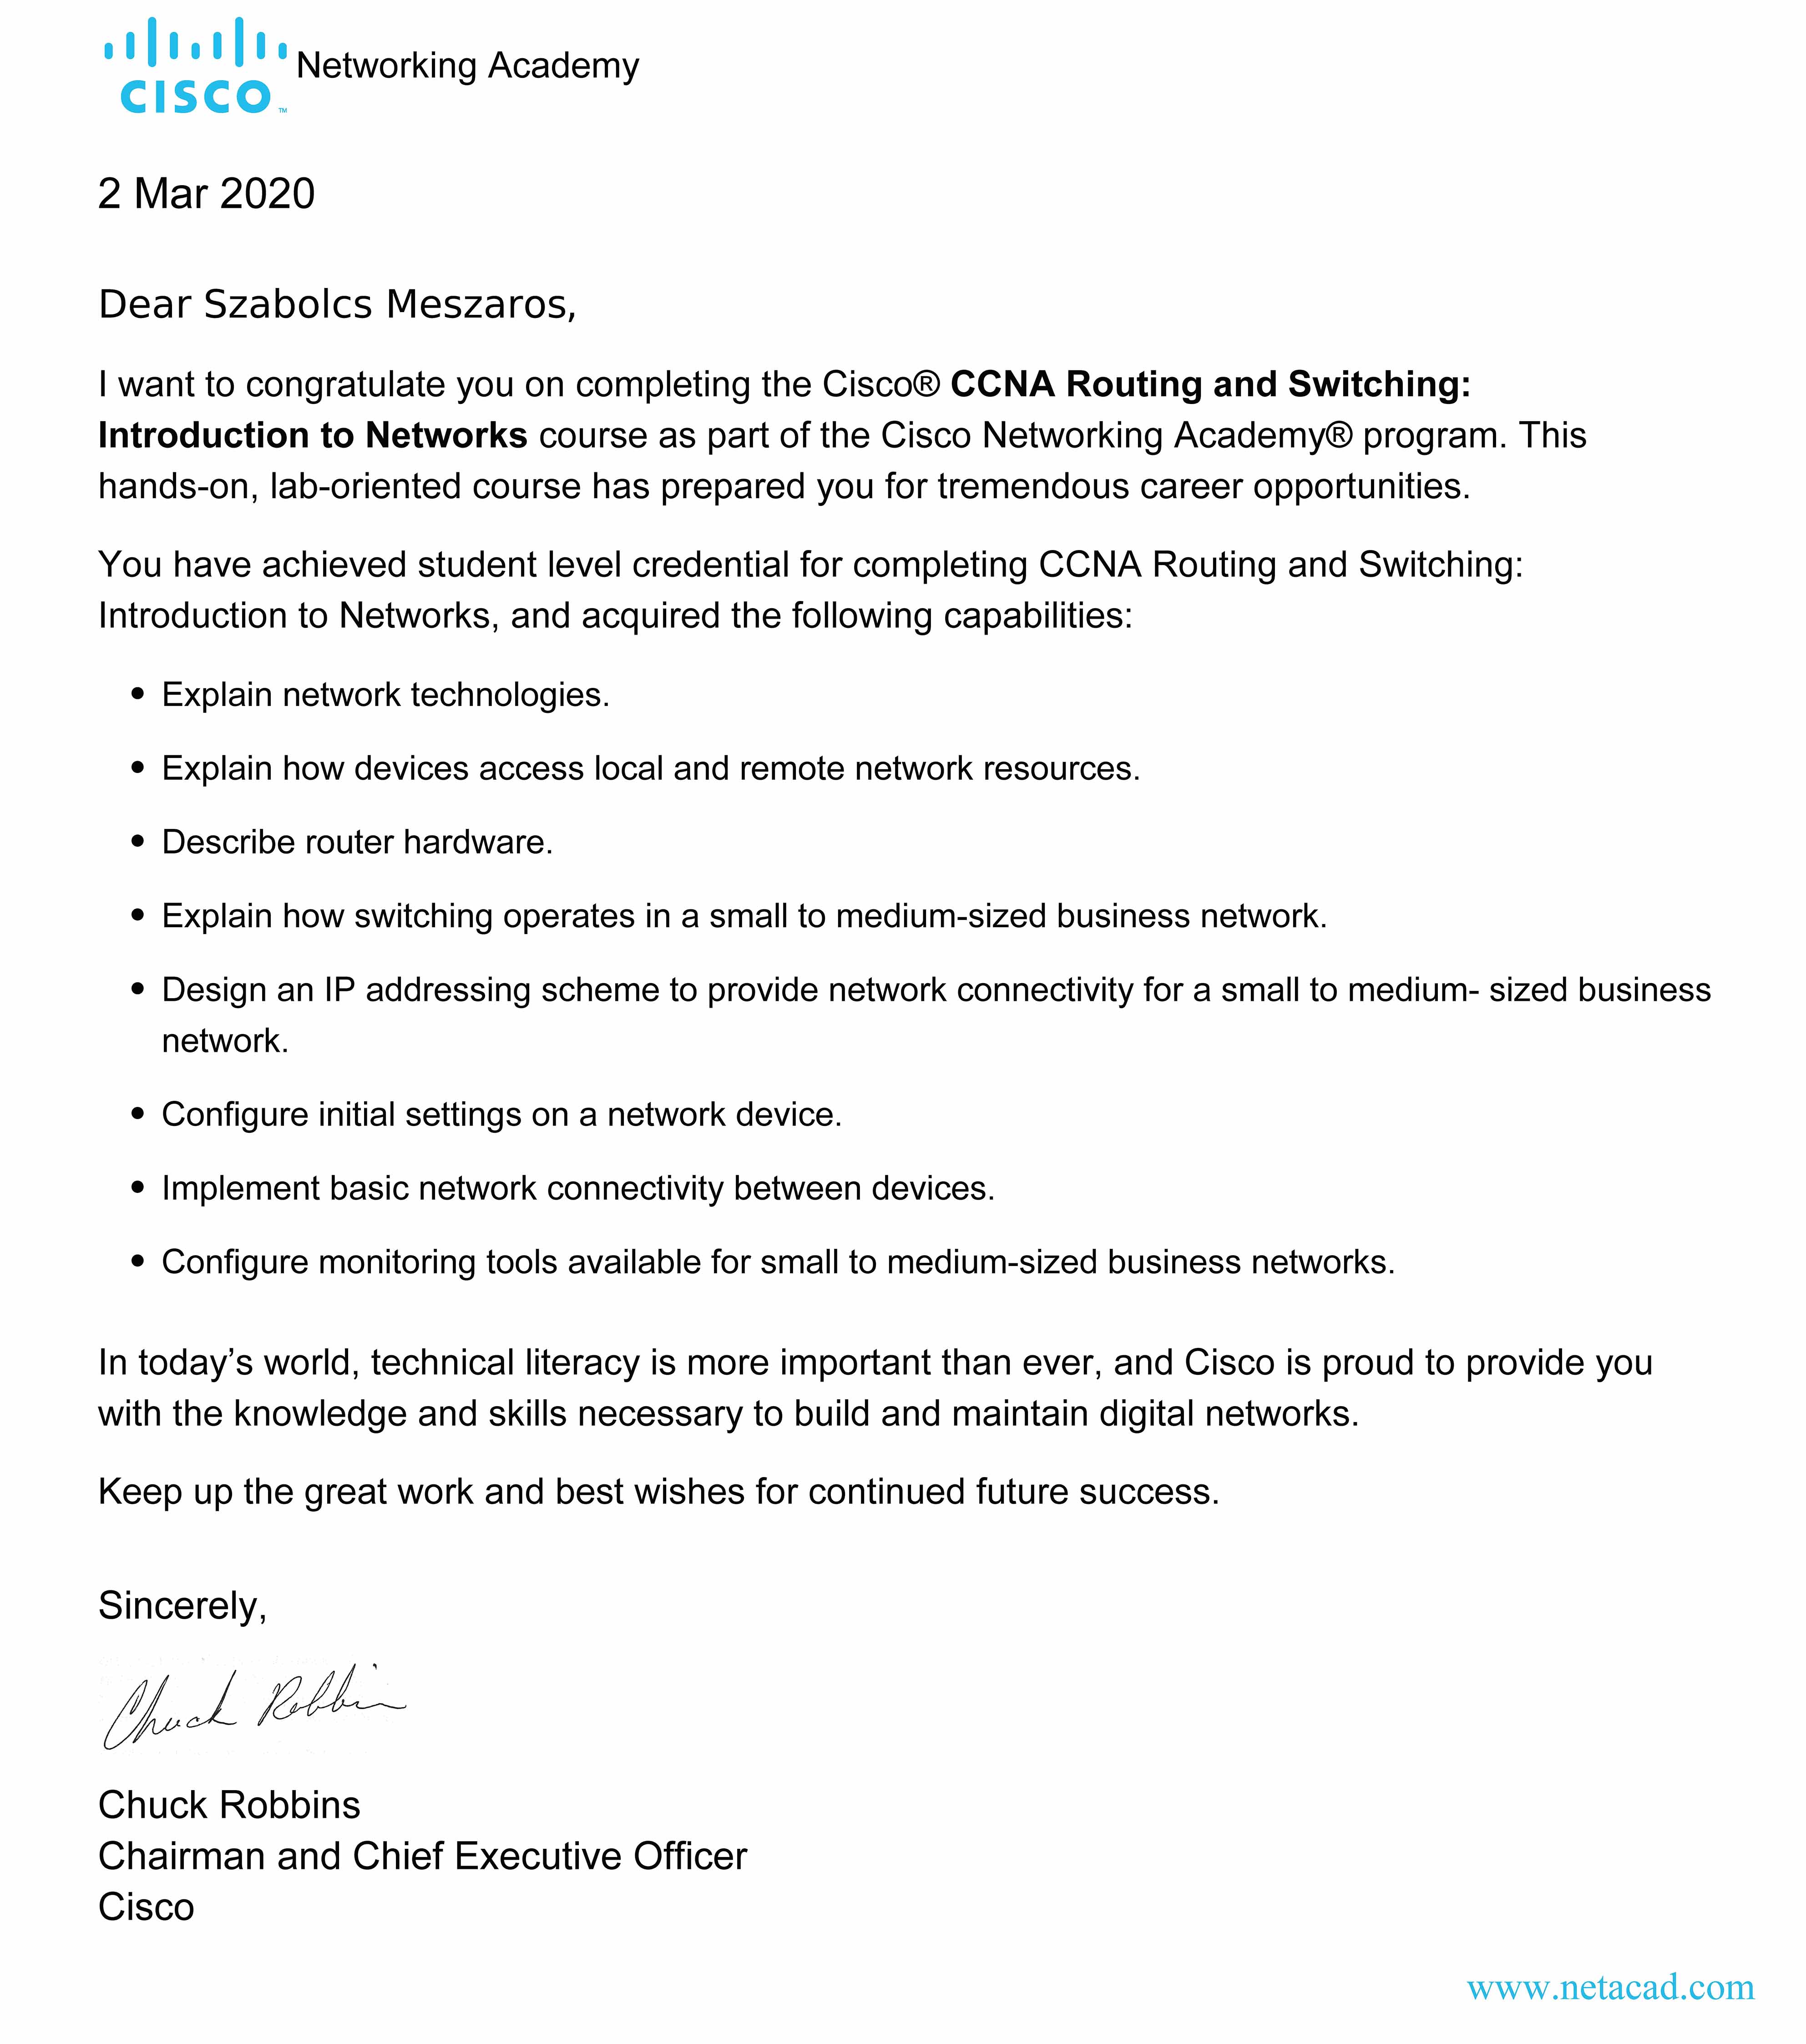 CISCO™ Networking Academy
2 Mar 2020
Dear Szabolcs Meszaros,
I want to congratulate you on completing the Cisco® CCNA Routing and Switching:
Introduction to Networks course as part of the Cisco Networking Academy® program. This
hands-on, lab-oriented course has prepared you for tremendous career opportunities.
You have achieved student level credential for completing CCNA Routing and Switching:
Introduction to Networks, and acquired the following capabilities:
• Explain network technologies.
• Explain how devices access local and remote network resources.
• Describe router hardware.
• Explain how switching operates in a small to medium-sized business network.
• Design an IP addressing scheme to provide network connectivity for a small to medium- sized business
network.
• Configure initial settings on a network device.
• Implement basic network connectivity between devices.
• Configure monitoring tools available for small to medium-sized business networks.
In today’s world, technical literacy is more important than ever, and Cisco is proud to provide you
with the knowledge and skills necessary to build and maintain digital networks.
Keep up the great work and best wishes for continued future success.
Sincerely,
Chuck Robbins
Chuck Robbins
Chairman and Chief Executive Officer
Cisco
www.netacad.com